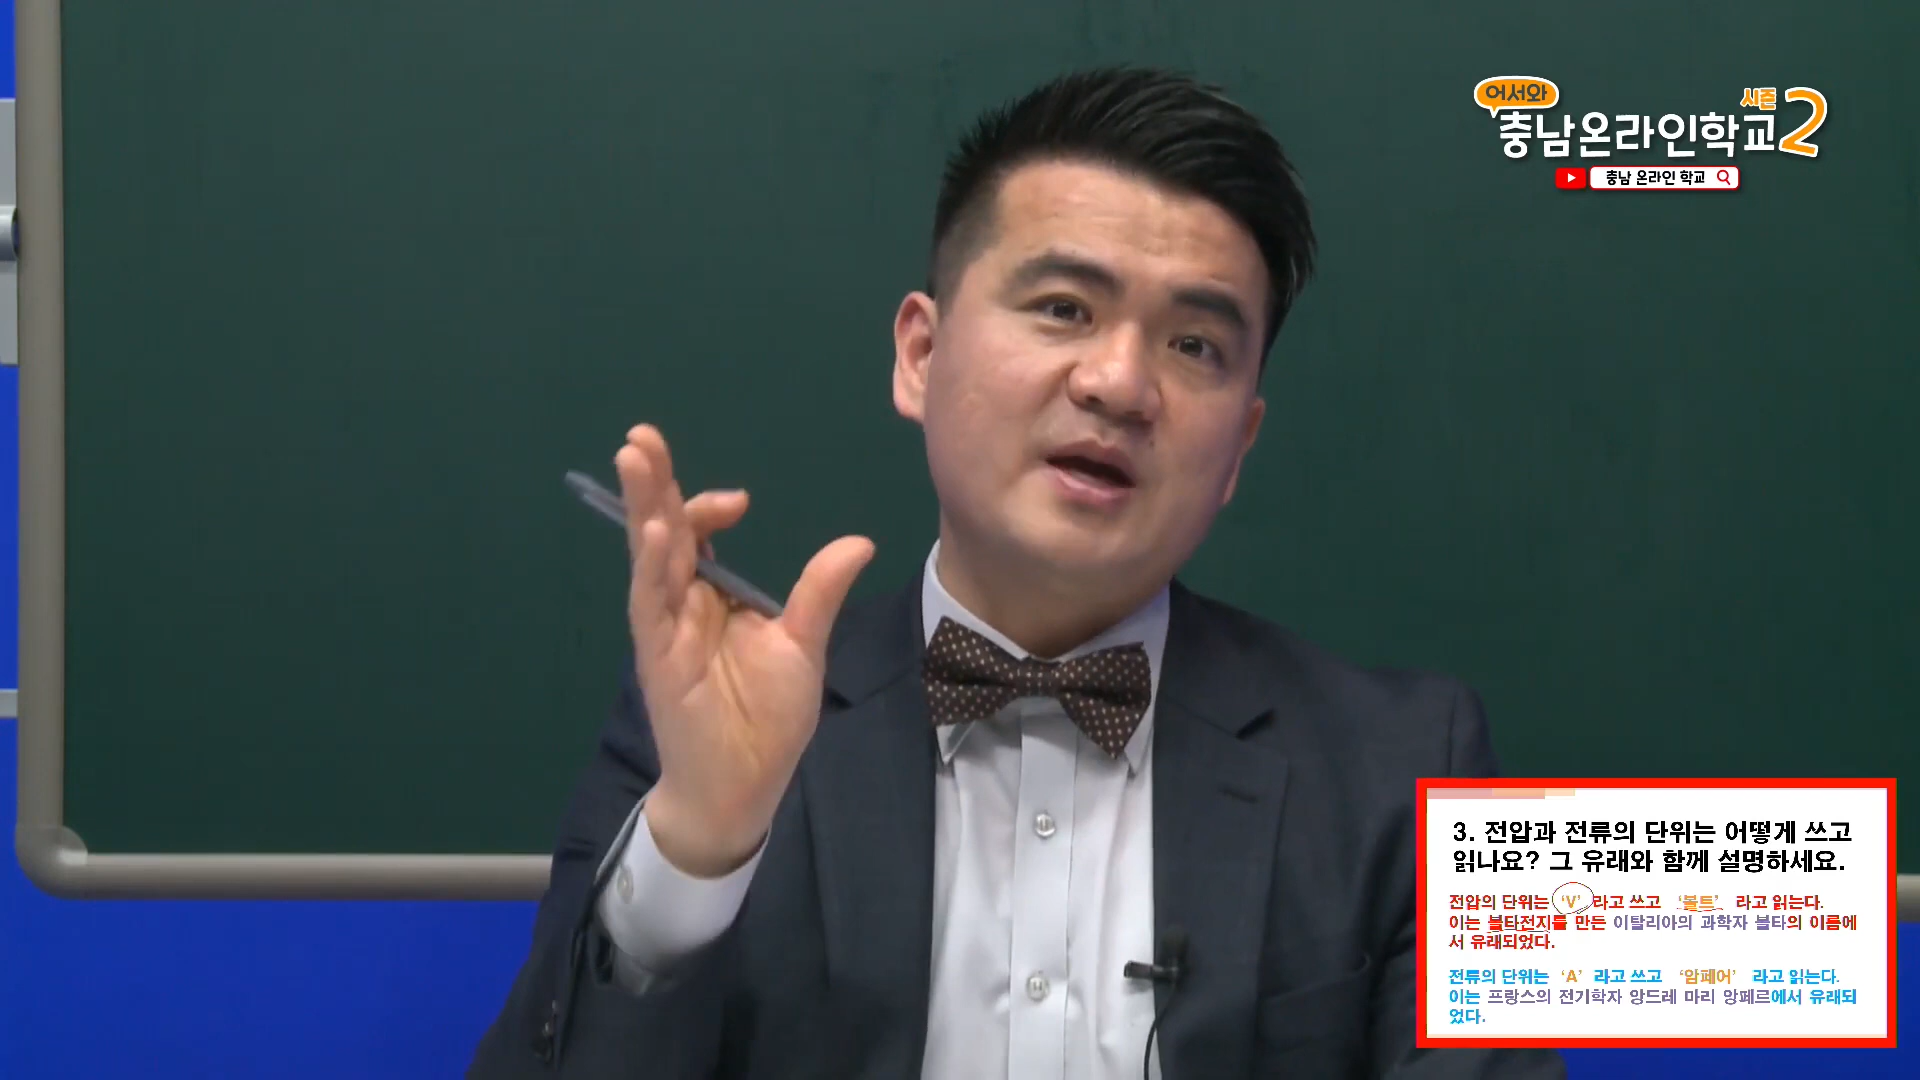 어서와
시즌2
충남온라인학교
충남 온라인 학교
3. 전압과 전류의 단위는 어떻게 쓰고
읽나요? 그 유래와 함께 설명하세요.
전압의 단위는 ‘V’ 라고 쓰고 ‘볼트’ 라고 읽는다.
이는 볼타전지를 만든 이탈리아의 과학자 볼타의 이름에
서 유래되었다.
전류의 단위는 ‘A’ 라고 쓰고 ‘암페어’ 라고 읽는다.
이는 프랑스의 전기학자 앙드레 마리 앙페르에서 유래되
었다.